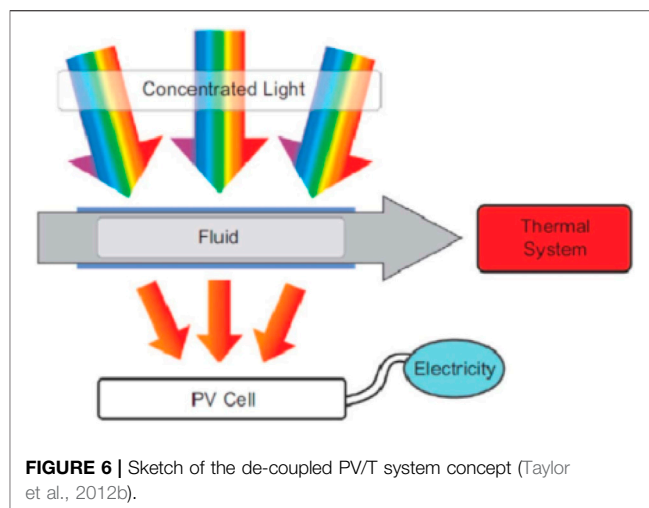 Concentrated Light
Fluid
Thermal
System
Electricity
PV Cell
FIGURE 6 | Sketch of the de-coupled PV/T system concept (Taylor
et al., 2012b).